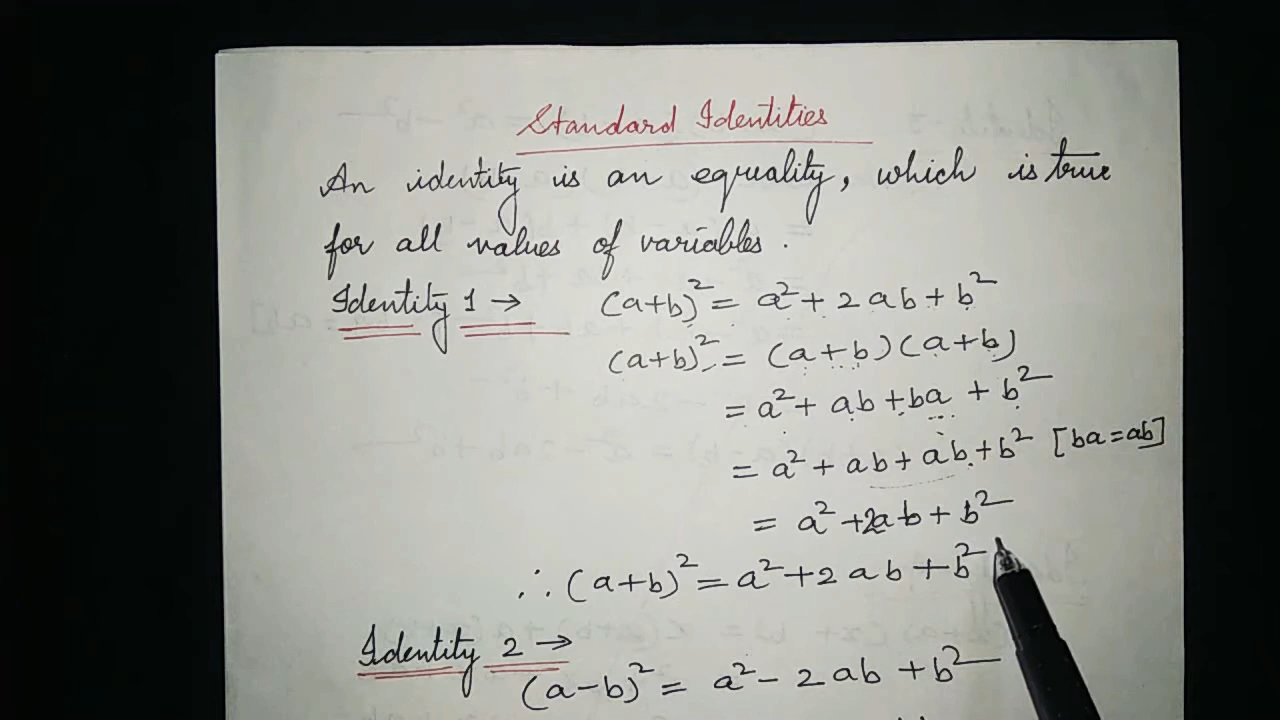 Standard Identities
An identity is an equality, which is true
for all values of variables.
Identity 1 → (a+b)² = a² + 2ab + b²
(a+b)² = (a+b)(a+b)
= a² + ab + ba + b²
= a² + ab + ab + b² [ba = ab]
= a² + 2ab + b²
∴ (a+b)² = a² + 2ab + b²
Identity 2 →
(a-b)² = a² - 2ab + b²